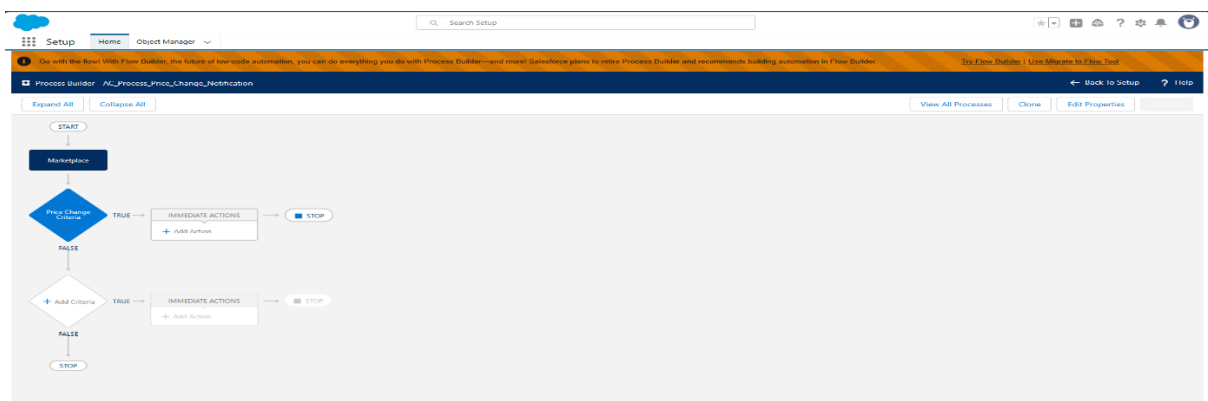 Search Setup
Setup Home Object Manager
Go with the flow! With Flow Builder, the future of low-code automation, you can do everything you do with Process Builder—and more! Salesforce plans to retire Process Builder and recommends building automation in Flow Builder. Try Flow Builder | Use Migrate to Flow Tool
Process Builder AC_Process_Price_Change_Notification Back To Setup ? Help
Expand All Collapse All View All Processes Clone Edit Properties
START
Marketplace
Price Change
Criteria
TRUE IMMEDIATE ACTIONS STOP
+ Add Action
FALSE
+ Add Criteria TRUE IMMEDIATE ACTIONS STOP
+ Add Action
FALSE
STOP